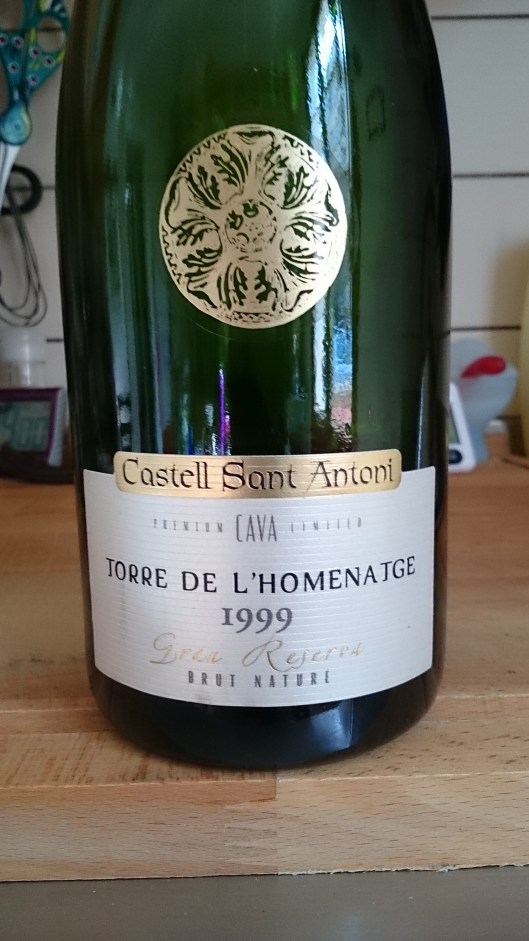 Castell Sant Antoni
PREMIUM CAVA LIMITED
TORRE DE L'HOMENATGE
1999
Gran Reserva
BRUT NATURE